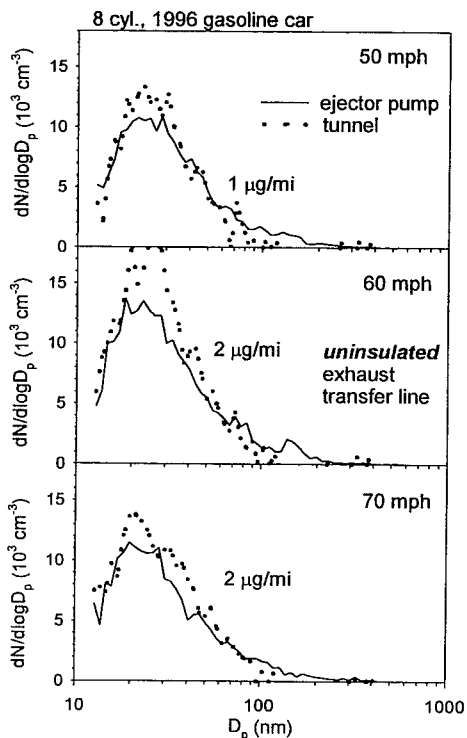 8 cyl., 1996 gasoline car
50 mph
15
10
5
0
dN/dlogDp (10³ cm⁻³)
ejector pump
tunnel
1 µg/mi
60 mph
15
10
5
0
dN/dlogDp (10³ cm⁻³)
2 µg/mi
uninsulated
exhaust
transfer line
70 mph
15
10
5
0
dN/dlogDp (10³ cm⁻³)
2 µg/mi
10 100 1000
Dp (nm)